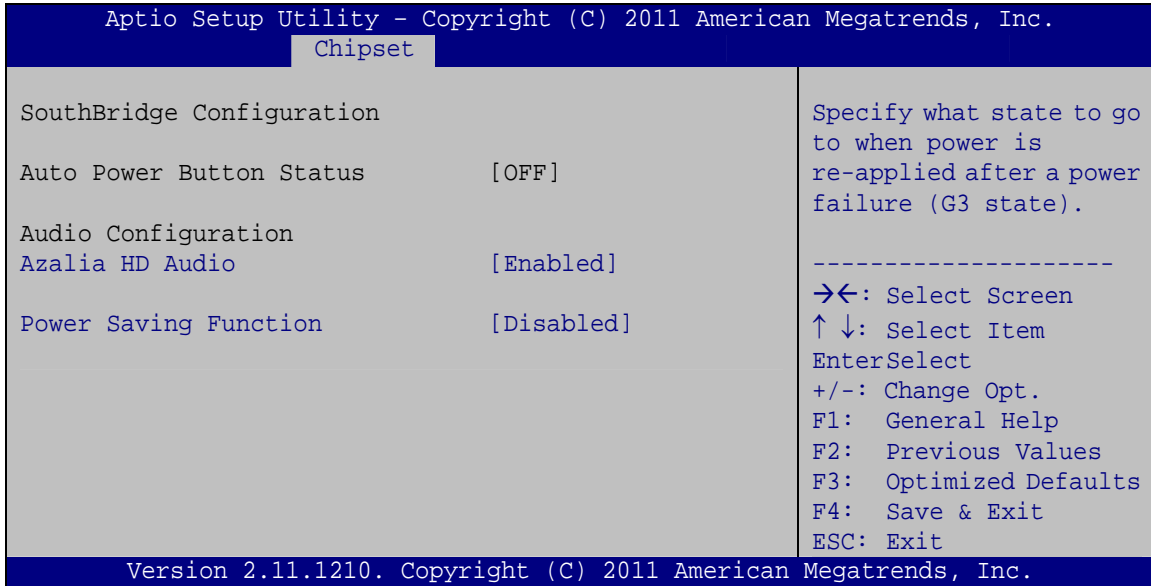 Aptio Setup Utility – Copyright (C) 2011 American Megatrends, Inc.
Chipset
SouthBridge Configuration
Auto Power Button Status [OFF]
Audio Configuration
Azalia HD Audio [Enabled]
Power Saving Function [Disabled]
Specify what state to go
to when power is
re-applied after a power
failure (G3 state).
---------------------
→←: Select Screen
↑ ↓: Select Item
EnterSelect
+/-: Change Opt.
F1: General Help
F2: Previous Values
F3: Optimized Defaults
F4: Save & Exit
ESC: Exit
Version 2.11.1210. Copyright (C) 2011 American Megatrends, Inc.